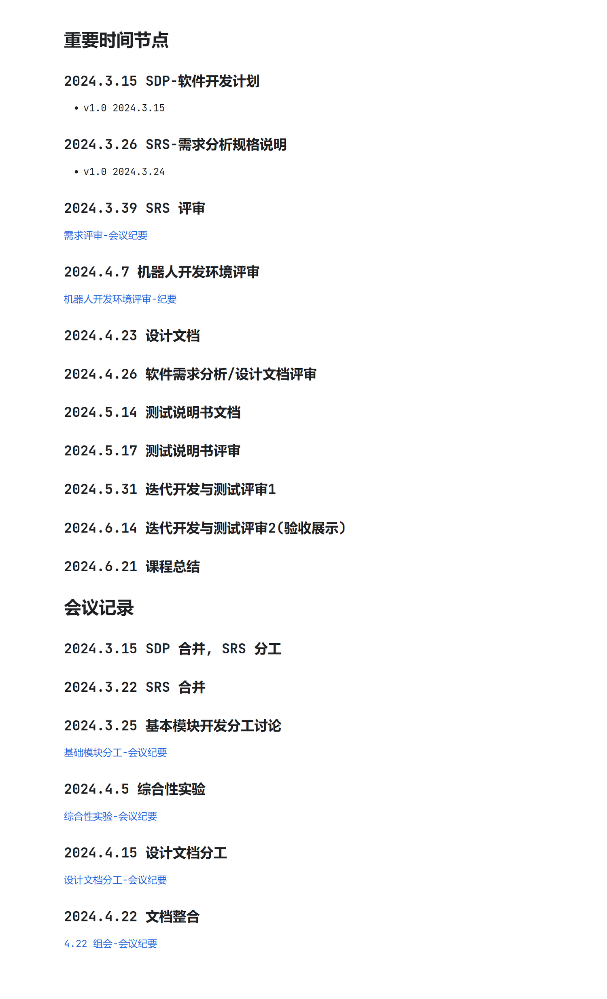 重要时间节点
2024.3.15 SDP-软件开发计划
• v1.0 2024.3.15
2024.3.26 SRS-需求分析规格说明
• v1.0 2024.3.24
2024.3.39 SRS 评审
需求评审-会议纪要
2024.4.7 机器人开发环境评审
机器人开发环境评审-纪要
2024.4.23 设计文档
2024.4.26 软件需求分析/设计文档评审
2024.5.14 测试说明书文档
2024.5.17 测试说明书评审
2024.5.31 迭代开发与测试评审1
2024.6.14 迭代开发与测试评审2(验收展示)
2024.6.21 课程总结
会议记录
2024.3.15 SDP 合并, SRS 分工
2024.3.22 SRS 合并
2024.3.25 基本模块开发分工讨论
基础模块分工-会议纪要
2024.4.5 综合性实验
综合性实验-会议纪要
2024.4.15 设计文档分工
设计文档分工-会议纪要
2024.4.22 文档整合
4.22 组会-会议纪要